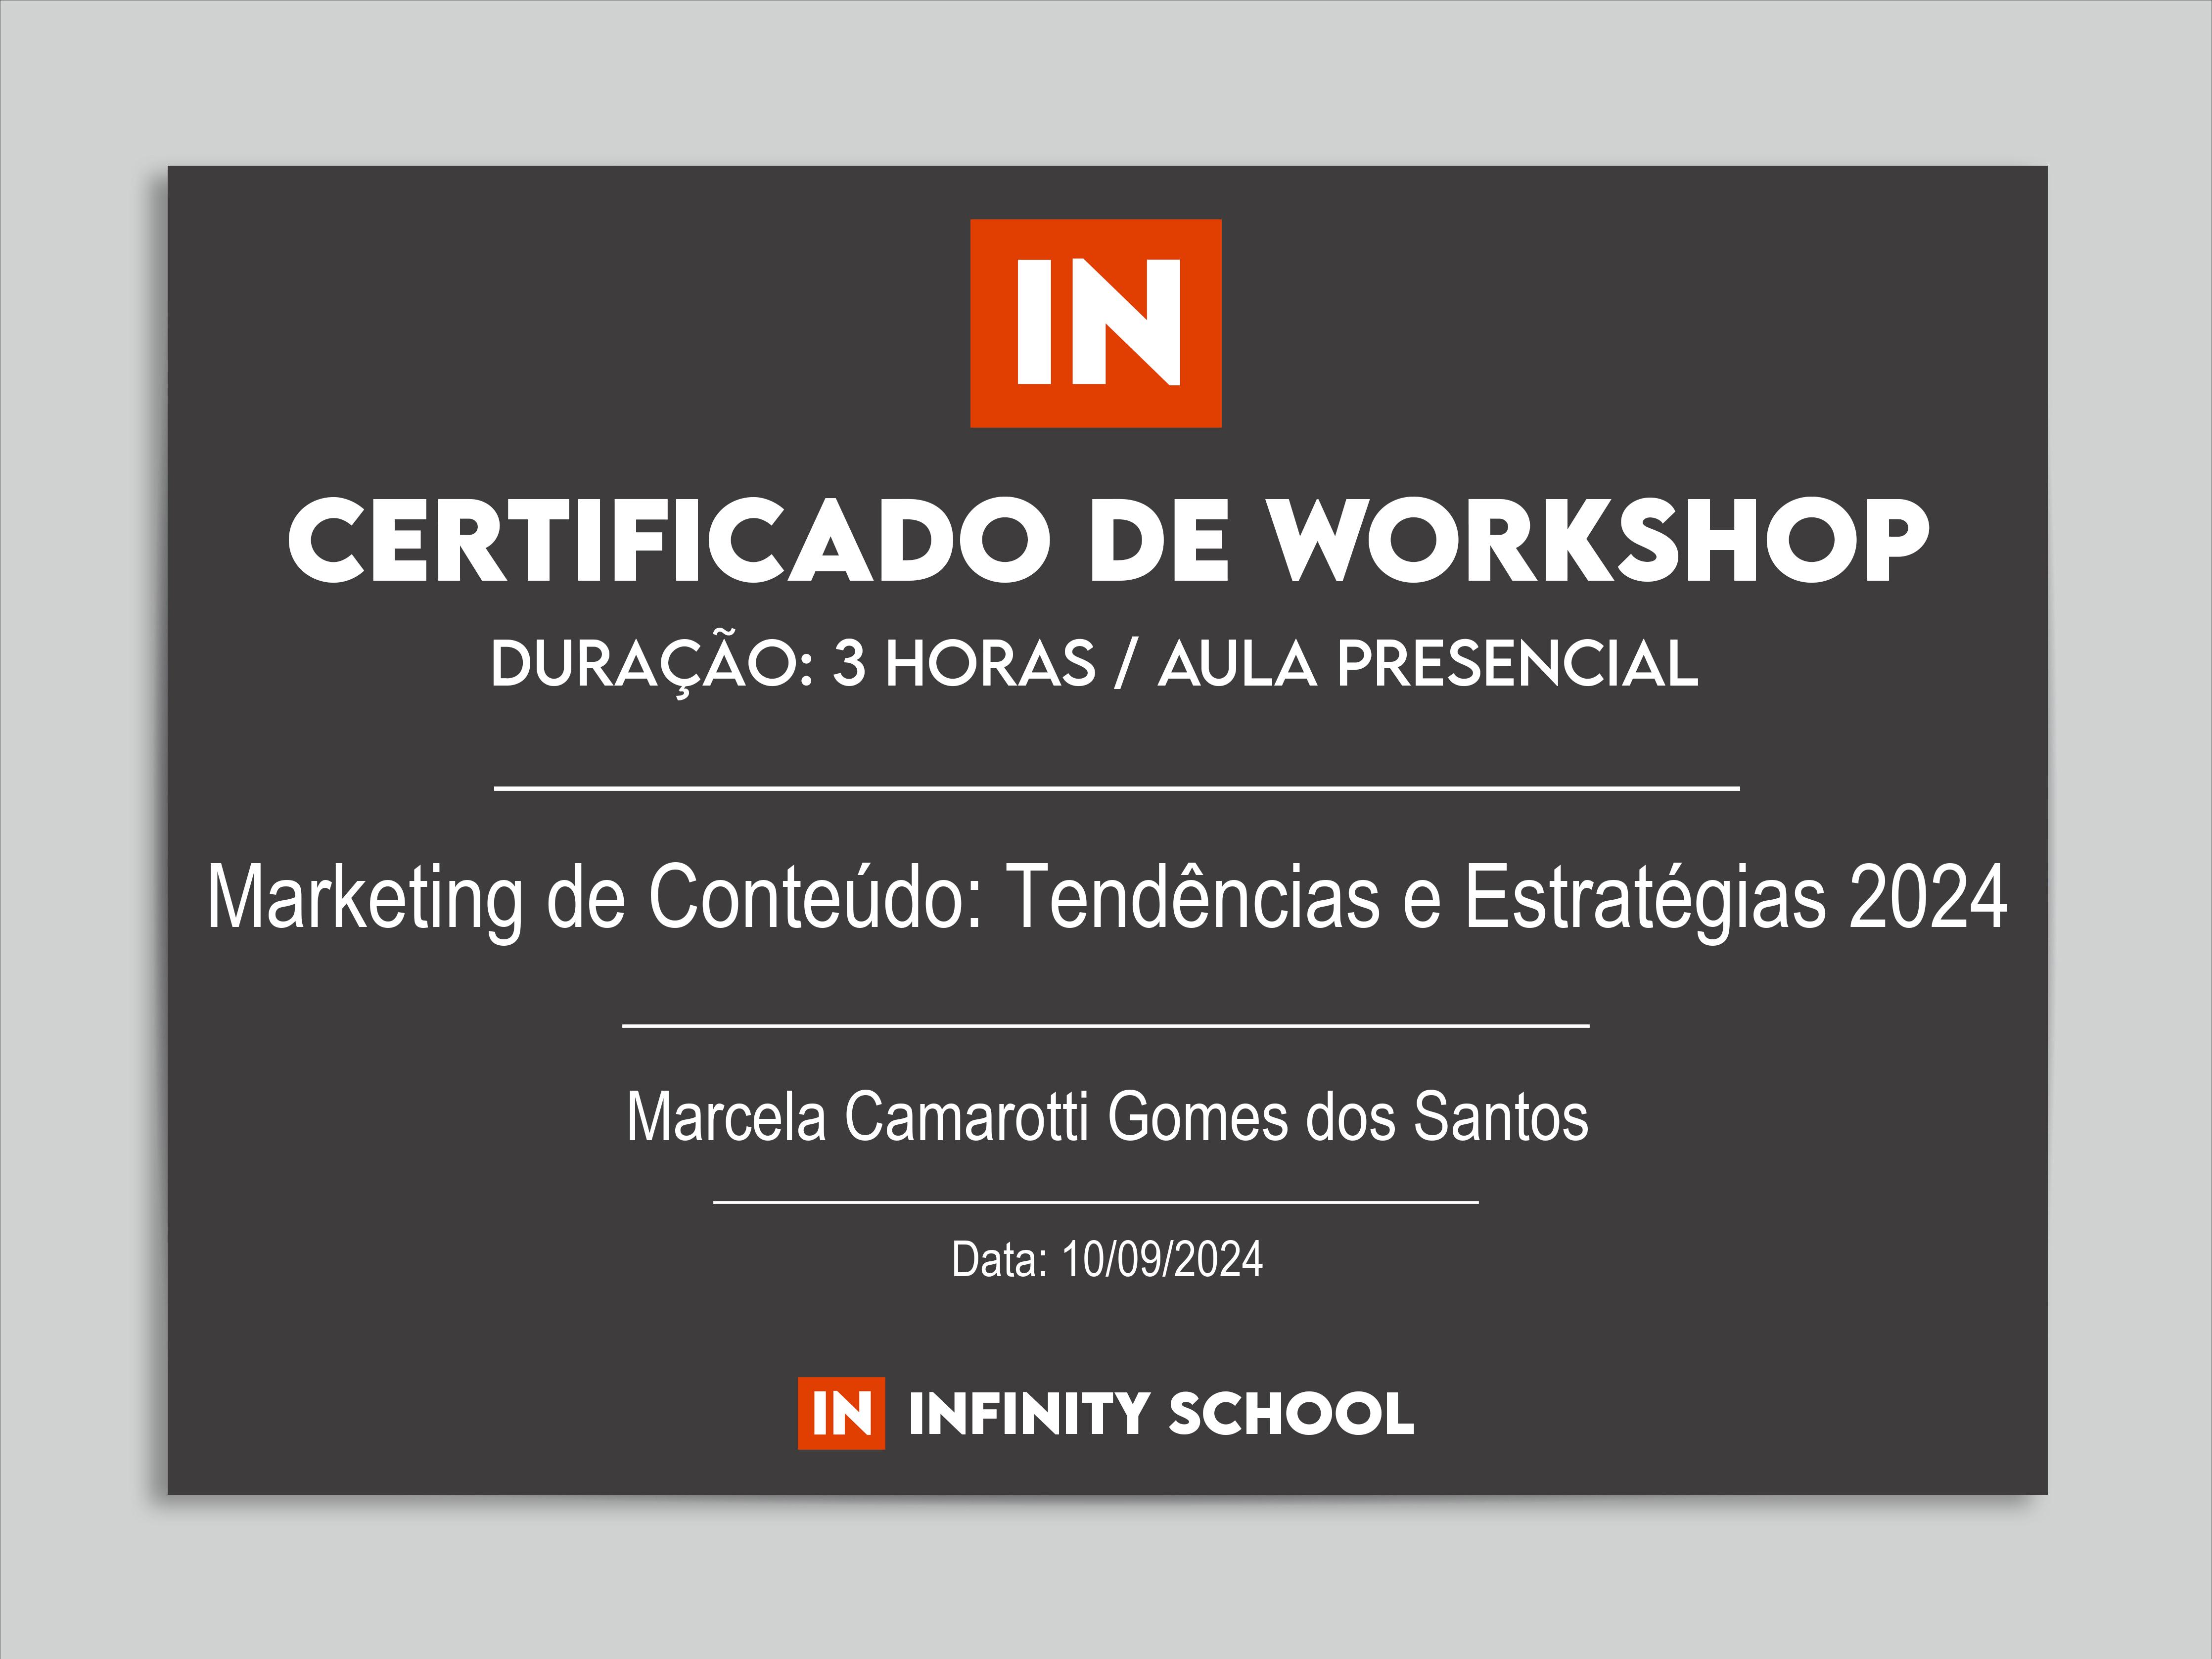 IN
CERTIFICADO DE WORKSHOP
DURAÇÃO: 3 HORAS / AULA PRESENCIAL
Marketing de Conteúdo: Tendências e Estratégias 2024
Marcela Camarotti Gomes dos Santos
Data: 10/09/2024
IN INFINITY SCHOOL